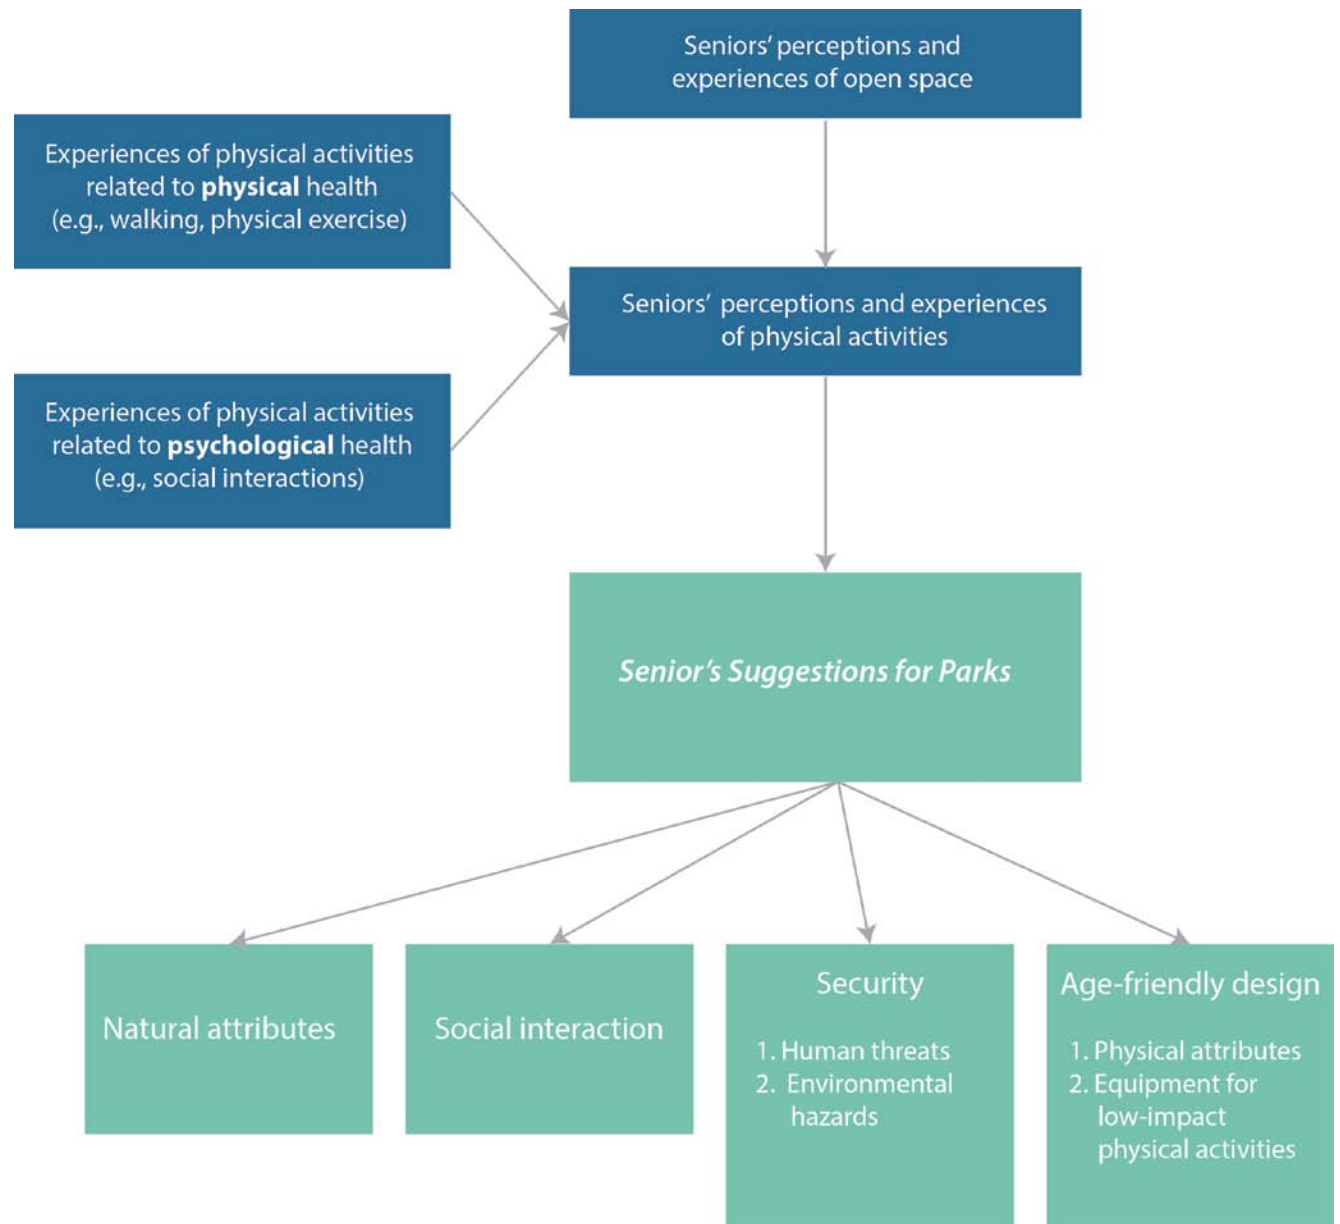 Seniors' perceptions and
experiences of open space
Experiences of physical activities
related to physical health
(e.g., walking, physical exercise)
Seniors' perceptions and experiences
of physical activities
Experiences of physical activities
related to psychological health
(e.g., social interactions)
Senior's Suggestions for Parks
Natural attributes
Social interaction
Security
1. Human threats
2. Environmental
hazards
Age-friendly design
1. Physical attributes
2. Equipment for
low-impact
physical activities